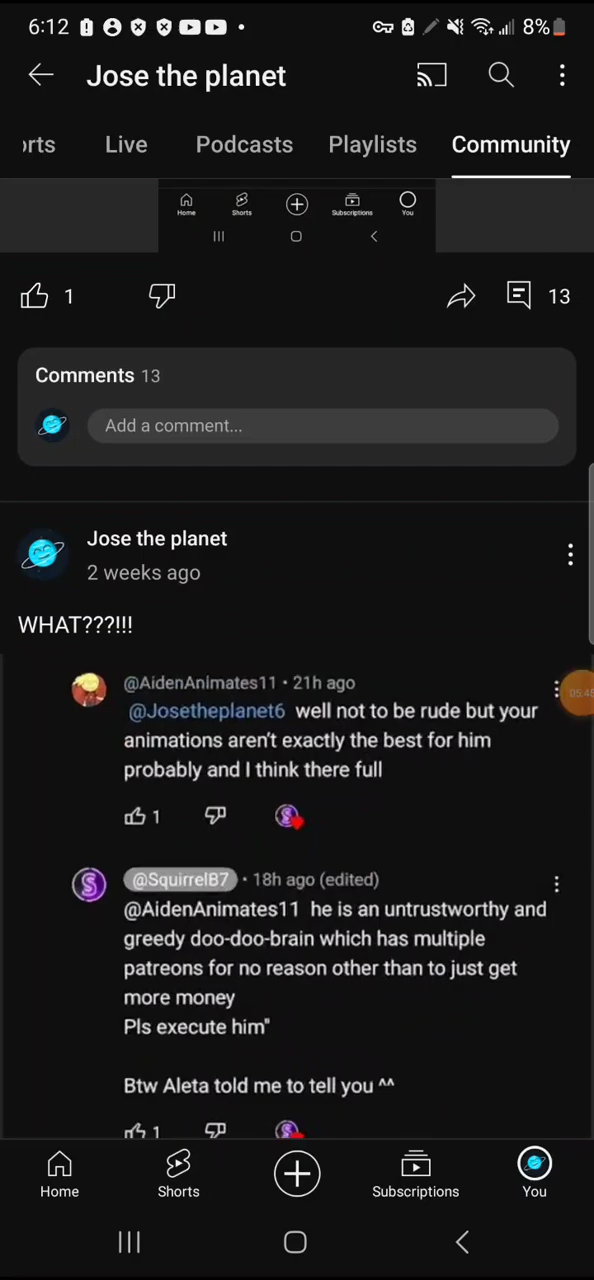 6:12
8%
Jose the planet
orts Live Podcasts Playlists Community
Home Shorts Subscriptions You
1 13
Comments 13
Add a comment...
Jose the planet
2 weeks ago
WHAT???!!!
@AidenAnimates11 • 21h ago
@Josetheplanet6 well not to be rude but your
animations aren't exactly the best for him
probably and I think there full
1
@SquirrelB7 • 18h ago (edited)
@AidenAnimates11 he is an untrustworthy and
greedy doo-doo-brain which has multiple
patreons for no reason other than to just get
more money
Pls execute him"
Btw Aleta told me to tell you ^^
1
Home Shorts Subscriptions You